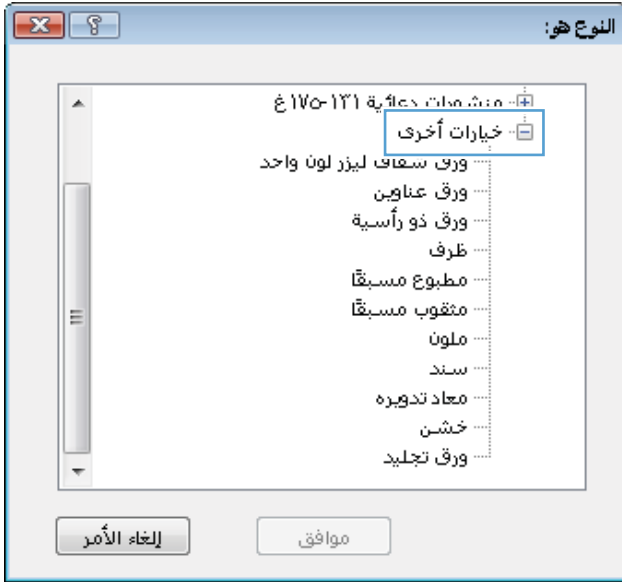 النوع هو:
منشورات دعائية ١٣١-١٧٥غ
خيارات أخرى
ورق شفاف ليزر لون واحد
ورق عناوين
ورق ذو رأسية
ظرف
مطبوع مسبقًا
مثقوب مسبقًا
ملون
سند
معاد تدويره
خشن
ورق تجليد
موافق
إلغاء الأمر